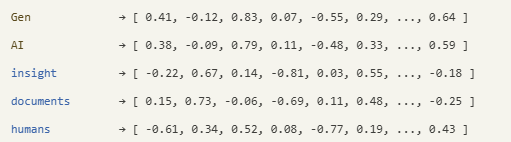 Gen → [ 0.41, -0.12, 0.83, 0.07, -0.55, 0.29, ..., 0.64 ]
AI → [ 0.38, -0.09, 0.79, 0.11, -0.48, 0.33, ..., 0.59 ]
insight → [ -0.22, 0.67, 0.14, -0.81, 0.03, 0.55, ..., -0.18 ]
documents → [ 0.15, 0.73, -0.06, -0.69, 0.11, 0.48, ..., -0.25 ]
humans → [ -0.61, 0.34, 0.52, 0.08, -0.77, 0.19, ..., 0.43 ]